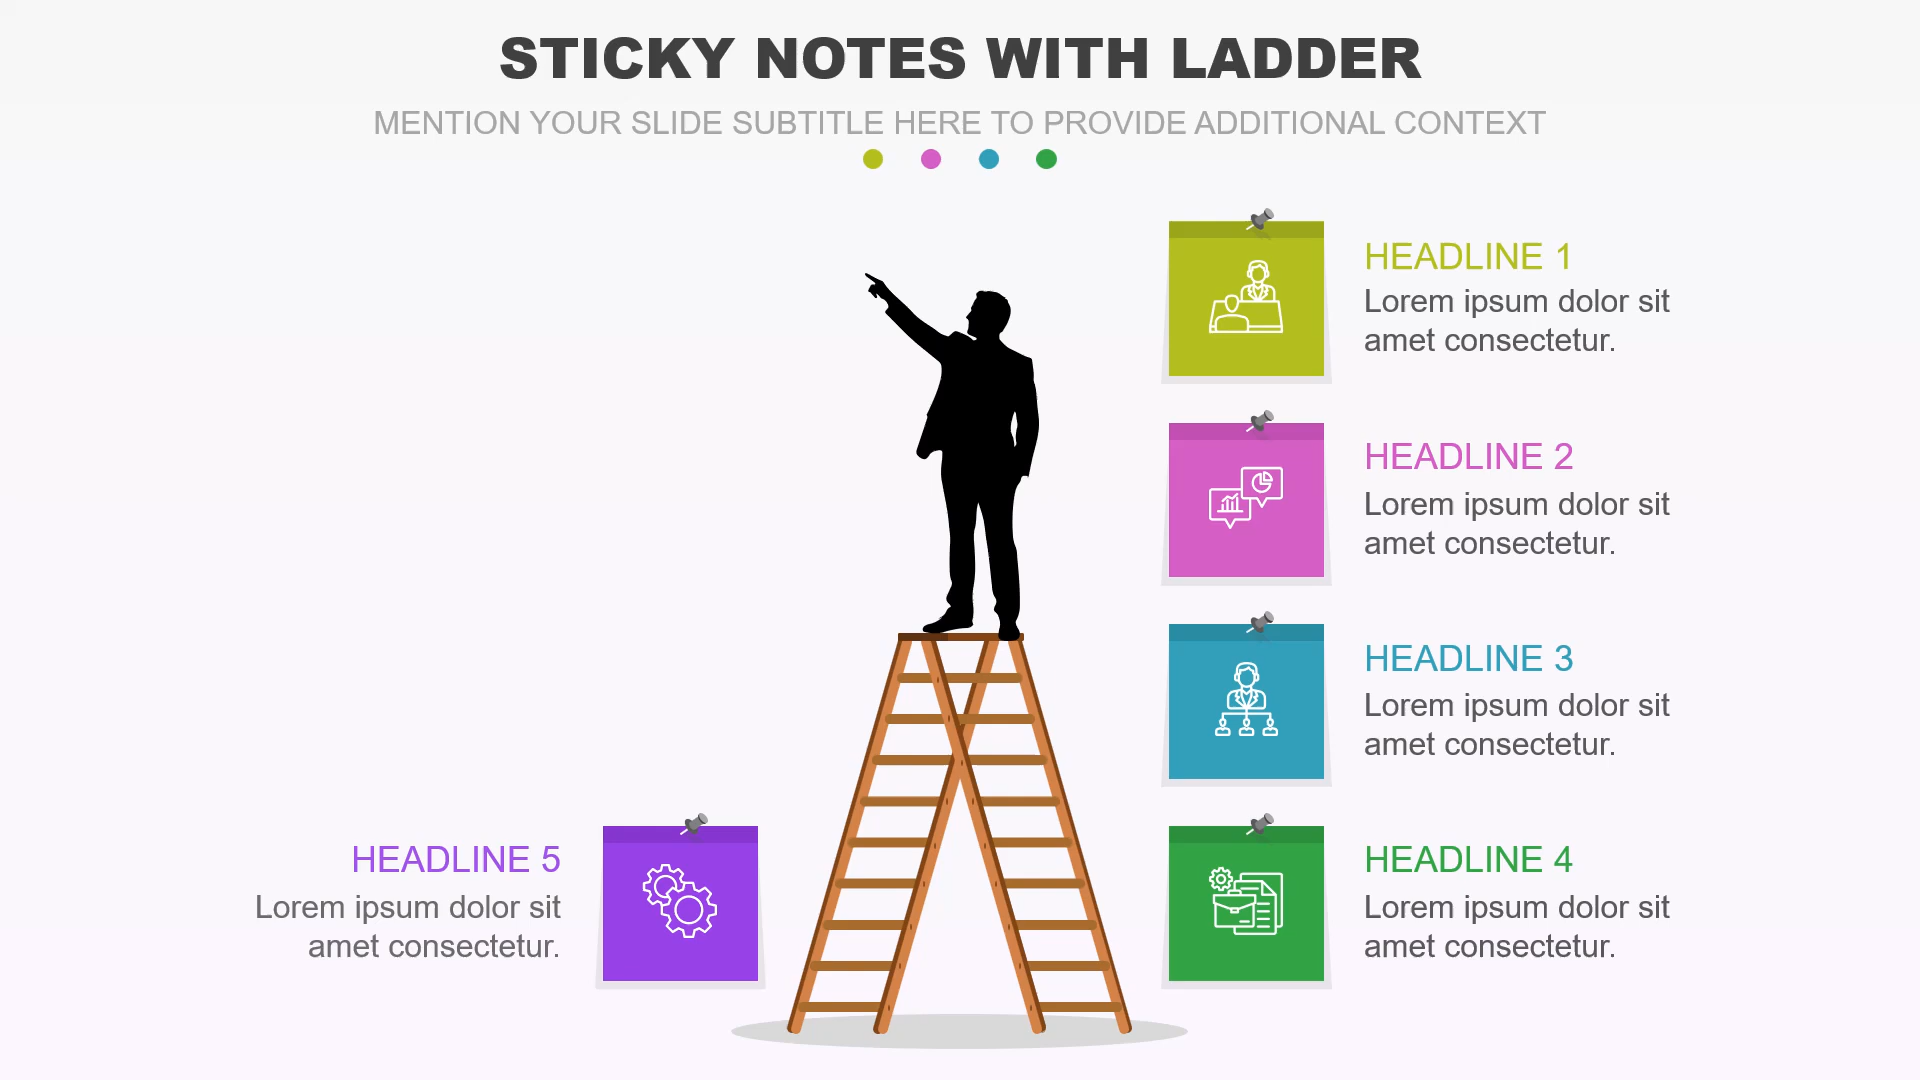 STICKY NOTES WITH LADDER
MENTION YOUR SLIDE SUBTITLE HERE TO PROVIDE ADDITIONAL CONTEXT
HEADLINE 1
Lorem ipsum dolor sit
amet consectetur.
HEADLINE 2
Lorem ipsum dolor sit
amet consectetur.
HEADLINE 3
Lorem ipsum dolor sit
amet consectetur.
HEADLINE 4
Lorem ipsum dolor sit
amet consectetur.
HEADLINE 5
Lorem ipsum dolor sit
amet consectetur.